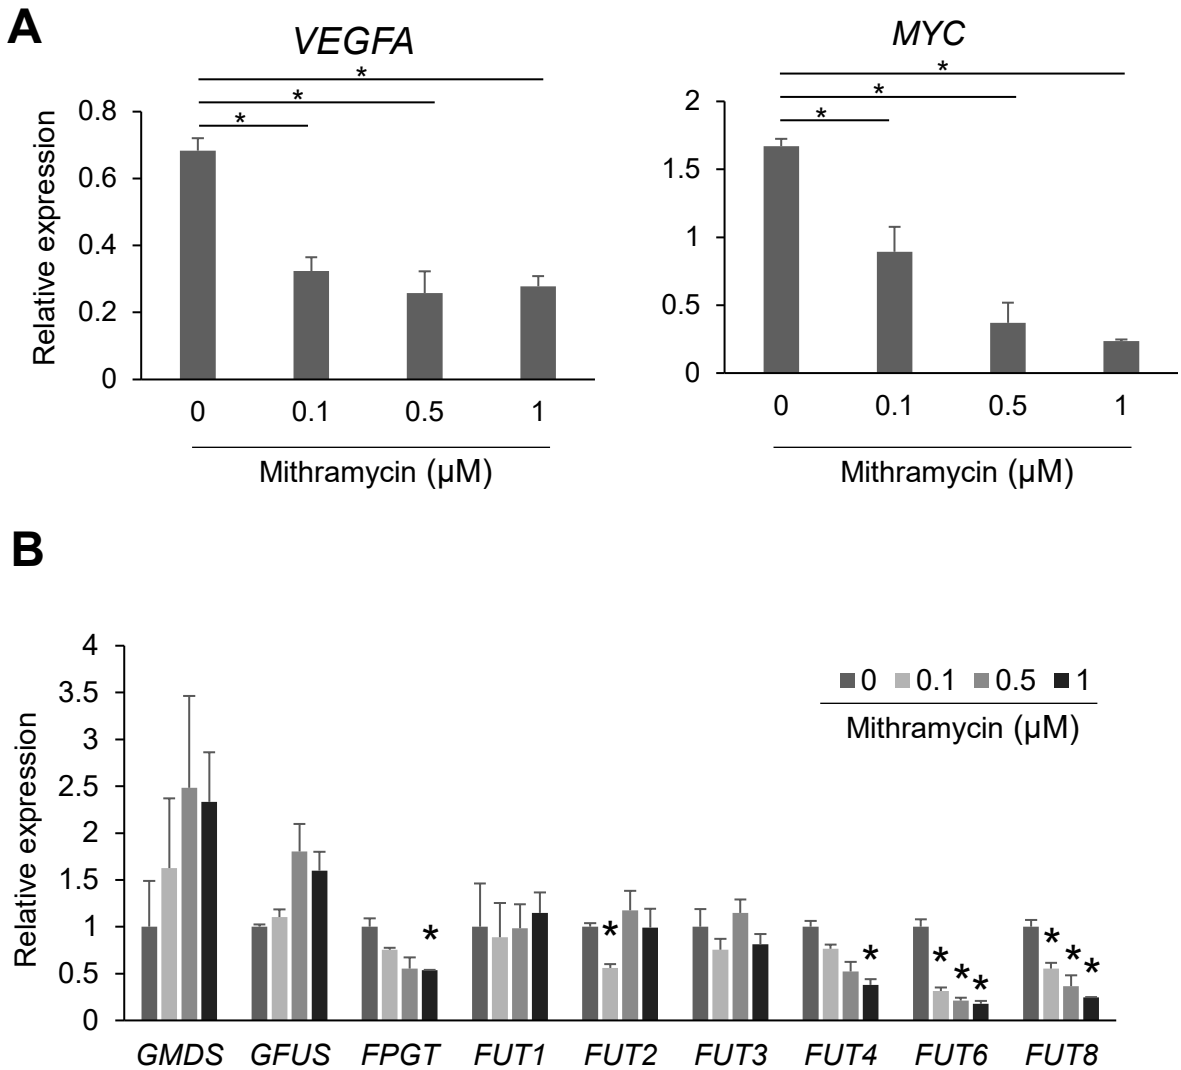 A
VEGFA
MYC
*
*
*
*
*
*
Relative expression
0.8
0.6
0.4
0.2
0
2
1.5
1
0.5
0
0 0.1 0.5 1
0 0.1 0.5 1
Mithramycin (µM)
Mithramycin (µM)
B
Relative expression
4
3.5
3
2.5
2
1.5
1
0.5
0
0 0.1 0.5 1
Mithramycin (µM)
*
*
*
* * *
* * *
GMDS GFUS FPGT FUT1 FUT2 FUT3 FUT4 FUT6 FUT8